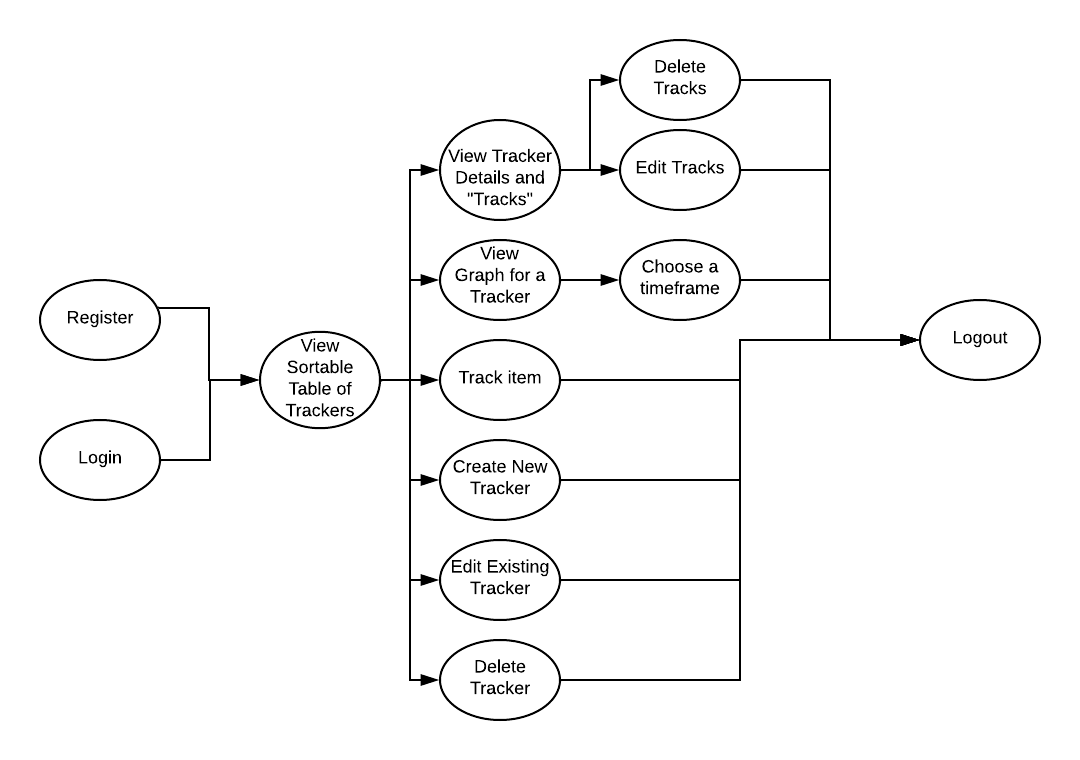 Register
Login
View
Sortable
Table of
Trackers
View Tracker
Details and
"Tracks"
View
Graph for a
Tracker
Track item
Create New
Tracker
Edit Existing
Tracker
Delete
Tracker
Delete
Tracks
Edit Tracks
Choose a
timeframe
Logout